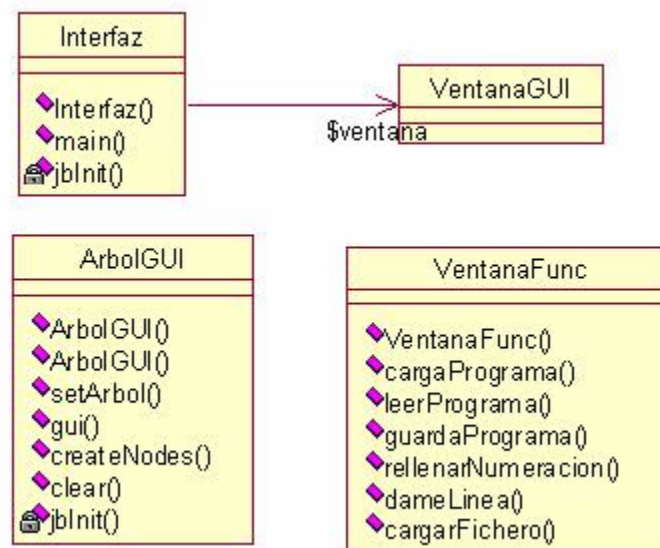 Interfaz
Interfaz()
main()
jbInit()
VentanaGUI
$ventana
ArbolGUI
ArbolGUI()
ArbolGUI()
setArbol()
gui()
createNodes()
clear()
jbInit()
VentanaFunc
VentanaFunc()
cargaPrograma()
leerPrograma()
guardaPrograma()
rellenarNumeracion()
dameLinea()
cargarFichero()